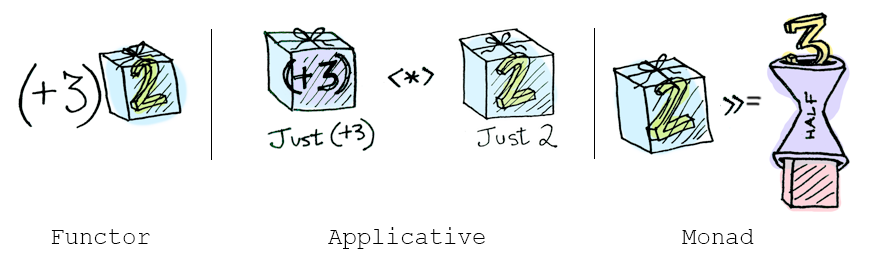 (+3) 2
(+3) <*> 2
Just (+3) Just 2
2 >>= 3
HALF
Functor
Applicative
Monad